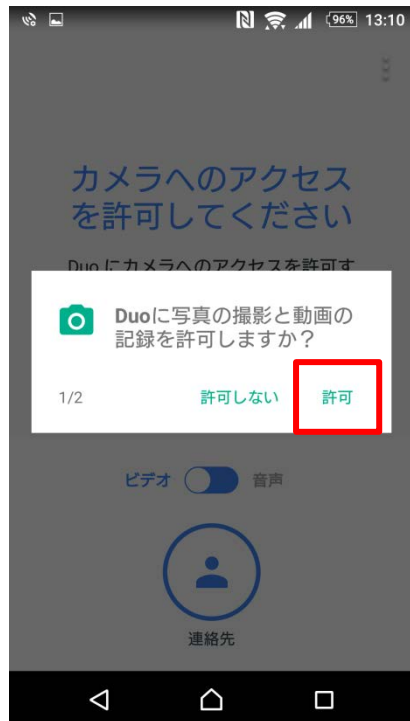 96% 13:10
カメラへのアクセス
を許可してください
Duo にカメラへのアクセスを許可す
Duoに写真の撮影と動画の
記録を許可しますか？
1/2 許可しない 許可
ビデオ 音声
連絡先